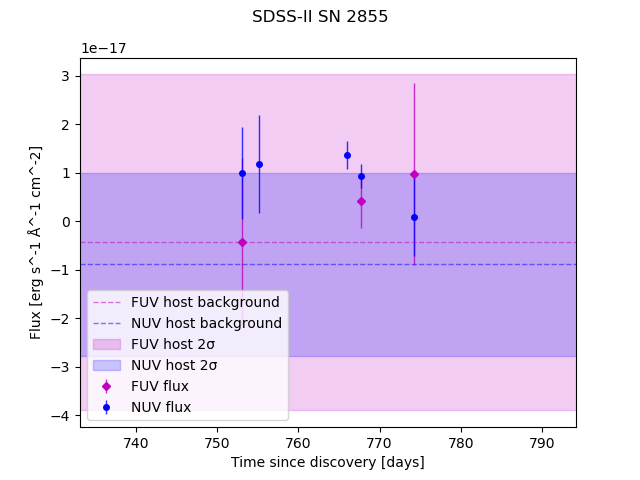 SDSS-II SN 2855
1e−17
3
2
1
0
−1
−2
−3
−4
Flux [erg s^-1 Å^-1 cm^-2]
FUV host background
NUV host background
FUV host 2σ
NUV host 2σ
FUV flux
NUV flux
740 750 760 770 780 790
Time since discovery [days]